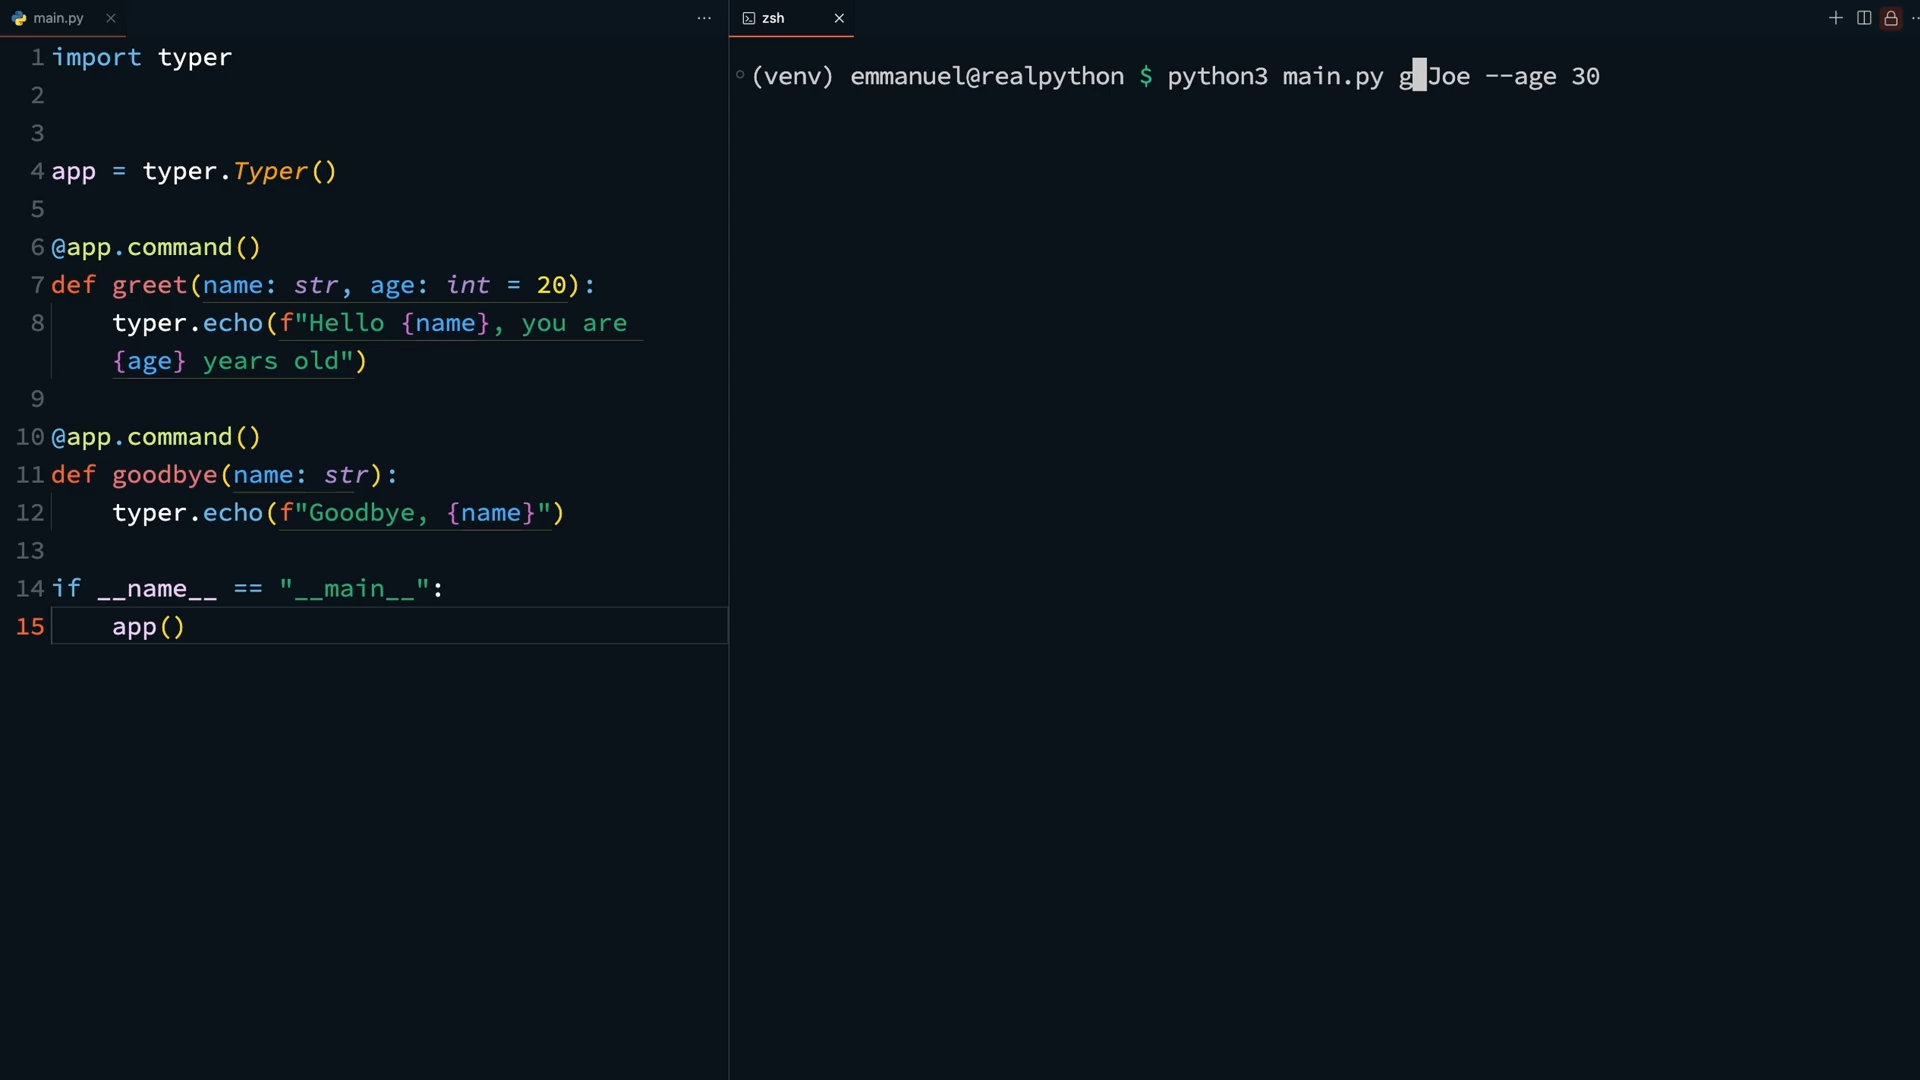 main.py
zsh
1 import typer
2
3
4 app = typer.Typer()
5
6 @app.command()
7 def greet(name: str, age: int = 20):
8 typer.echo(f"Hello {name}, you are
{age} years old")
9
10 @app.command()
11 def goodbye(name: str):
12 typer.echo(f"Goodbye, {name}")
13
14 if __name__ == "__main__":
15 app()
(venv) emmanuel@realpython $ python3 main.py g Joe --age 30